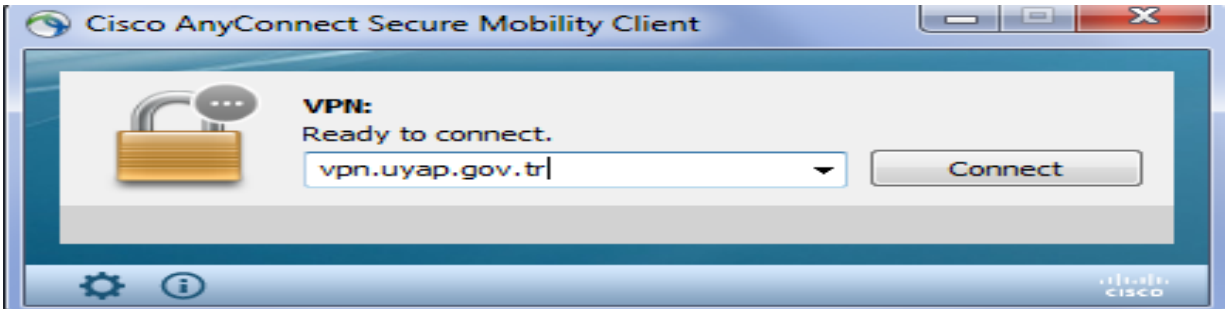 Cisco AnyConnect Secure Mobility Client
VPN:
Ready to connect.
vpn.uyap.gov.tr
Connect
CISCO